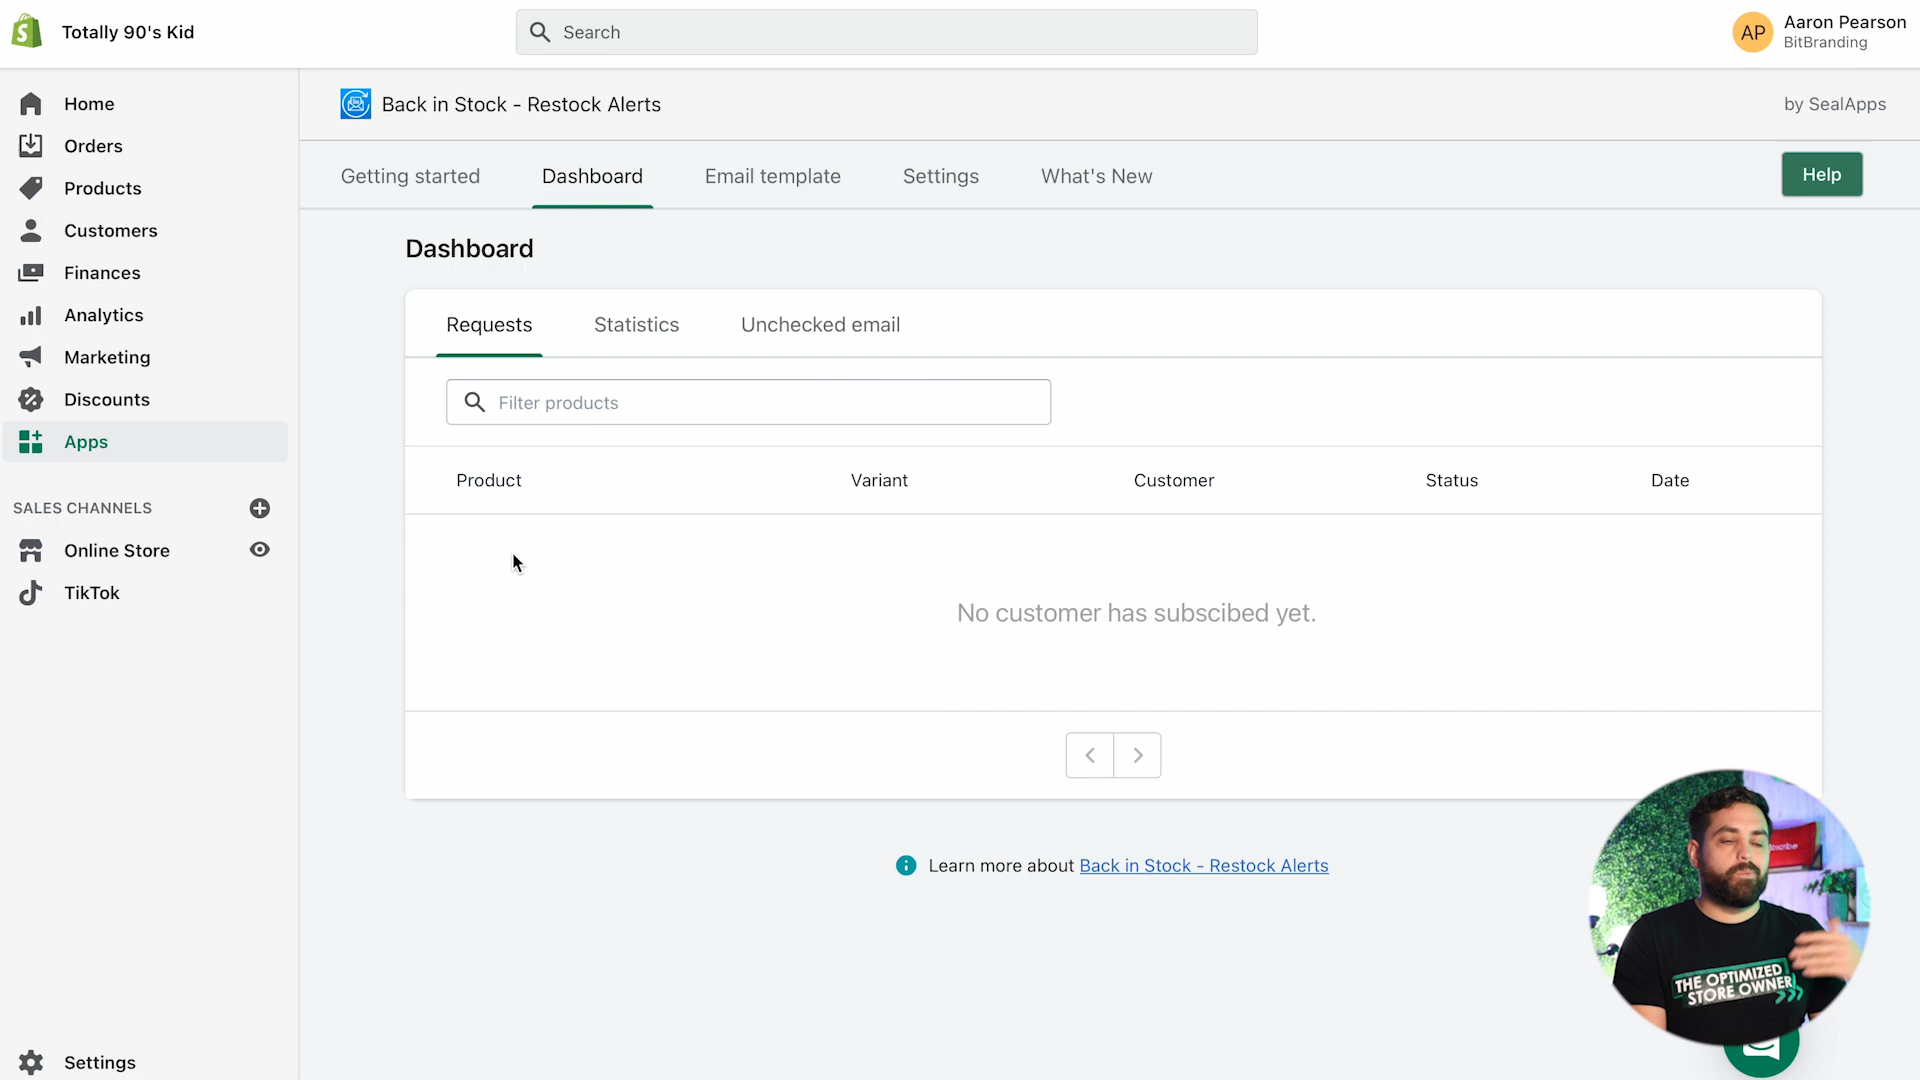 Totally 90's Kid
Search
AP
Aaron Pearson
BitBranding
Home
Orders
Products
Customers
Finances
Analytics
Marketing
Discounts
Apps
SALES CHANNELS
Online Store
TikTok
Settings
Back in Stock - Restock Alerts
by SealApps
Getting started
Dashboard
Email template
Settings
What's New
Help
Dashboard
Requests
Statistics
Unchecked email
Filter products
Product
Variant
Customer
Status
Date
No customer has subscibed yet.
Learn more about Back in Stock - Restock Alerts
THE OPTIMIZED
STORE OWNER